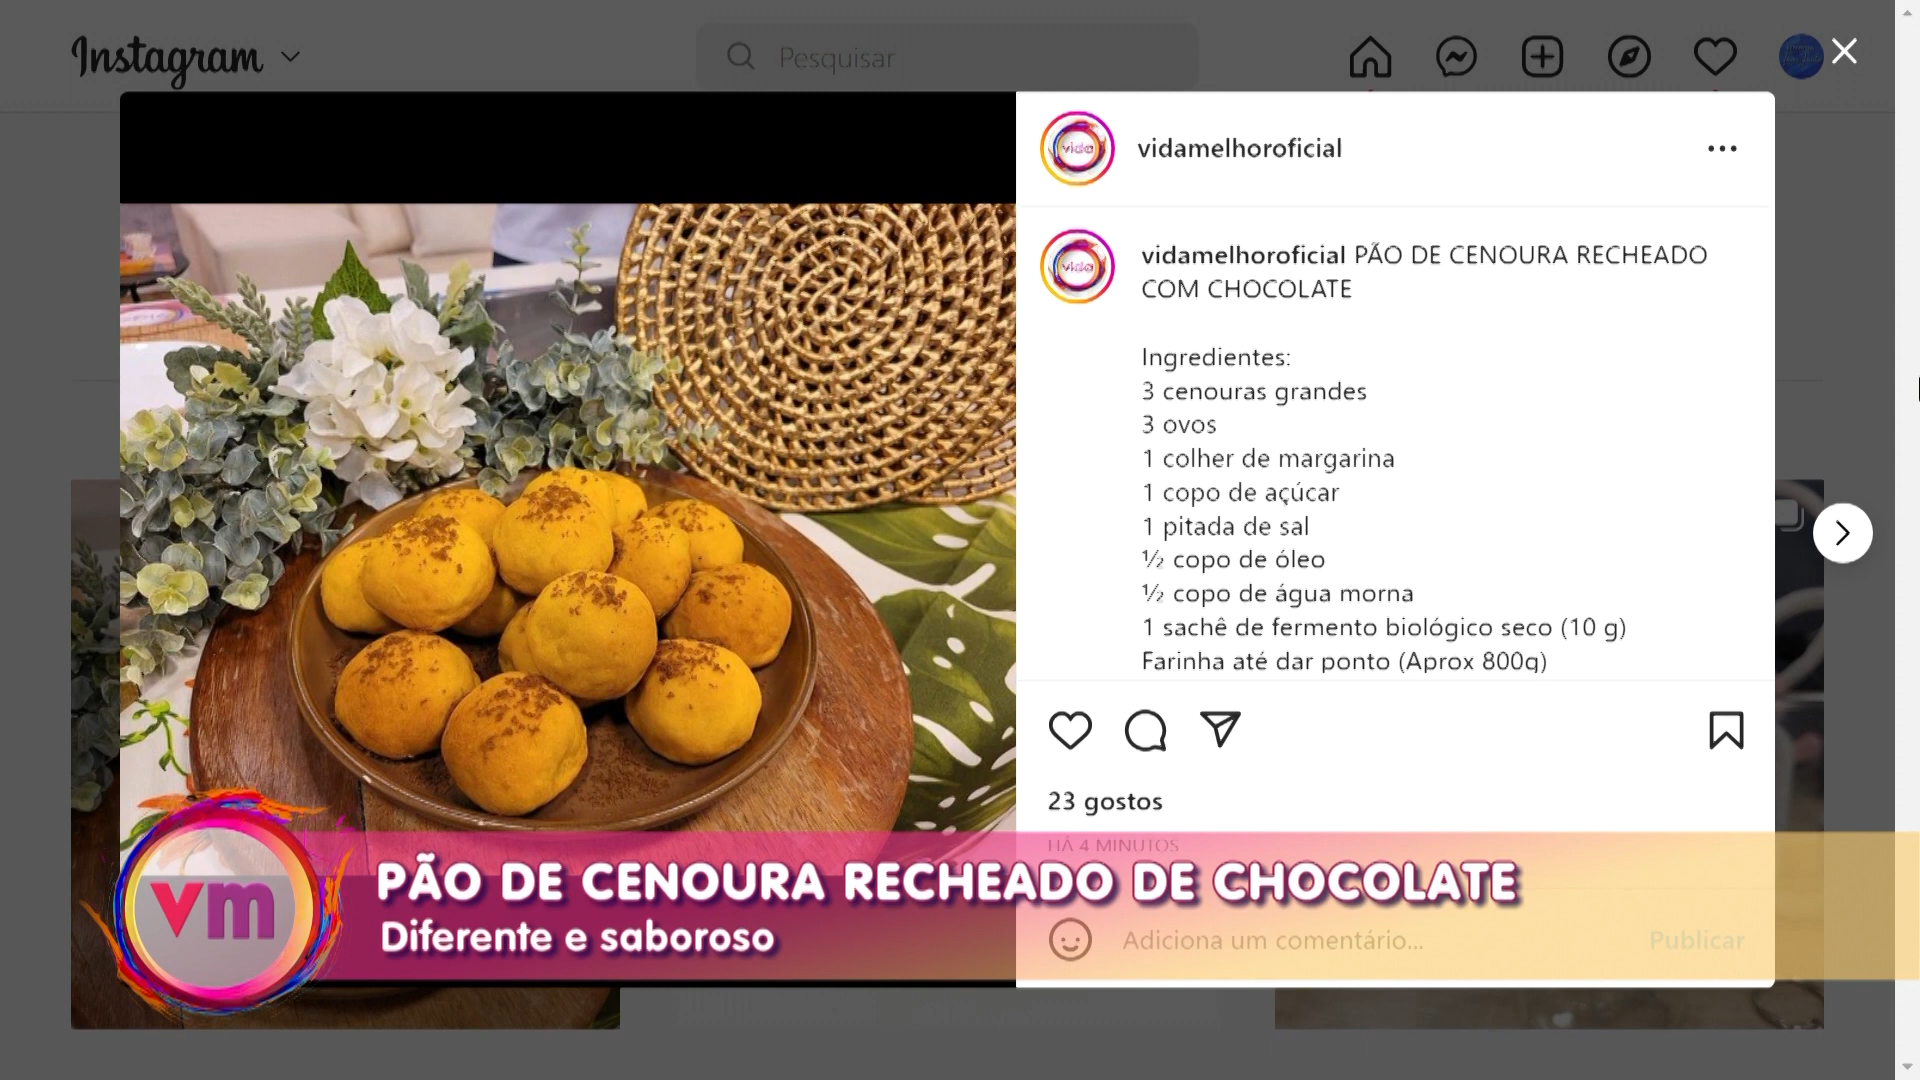 Instagram
Pesquisar
vida
vidamelhoroficial
vida
vidamelhoroficial PÃO DE CENOURA RECHEADO
COM CHOCOLATE
Ingredientes:
3 cenouras grandes
3 ovos
1 colher de margarina
1 copo de açúcar
1 pitada de sal
½ copo de óleo
½ copo de água morna
1 sachê de fermento biológico seco (10 g)
Farinha até dar ponto (Aprox 800g)
23 gostos
HÁ 4 MINUTOS
vm
PÃO DE CENOURA RECHEADO DE CHOCOLATE
Diferente e saboroso
Adiciona um comentário...
Publicar